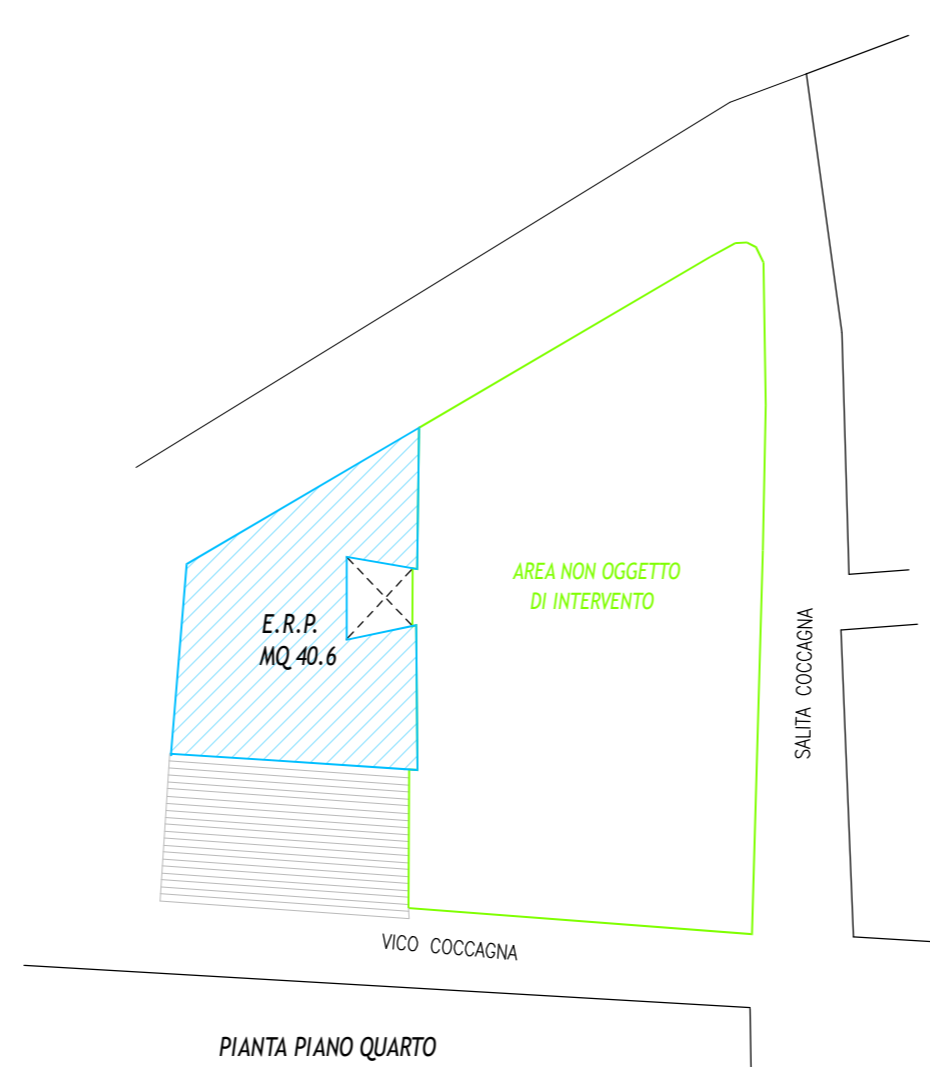 AREA NON OGGETTO
DI INTERVENTO
E.R.P.
MQ 40.6
SALITA COCCAGNA
VICO COCCAGNA
PIANTA PIANO QUARTO